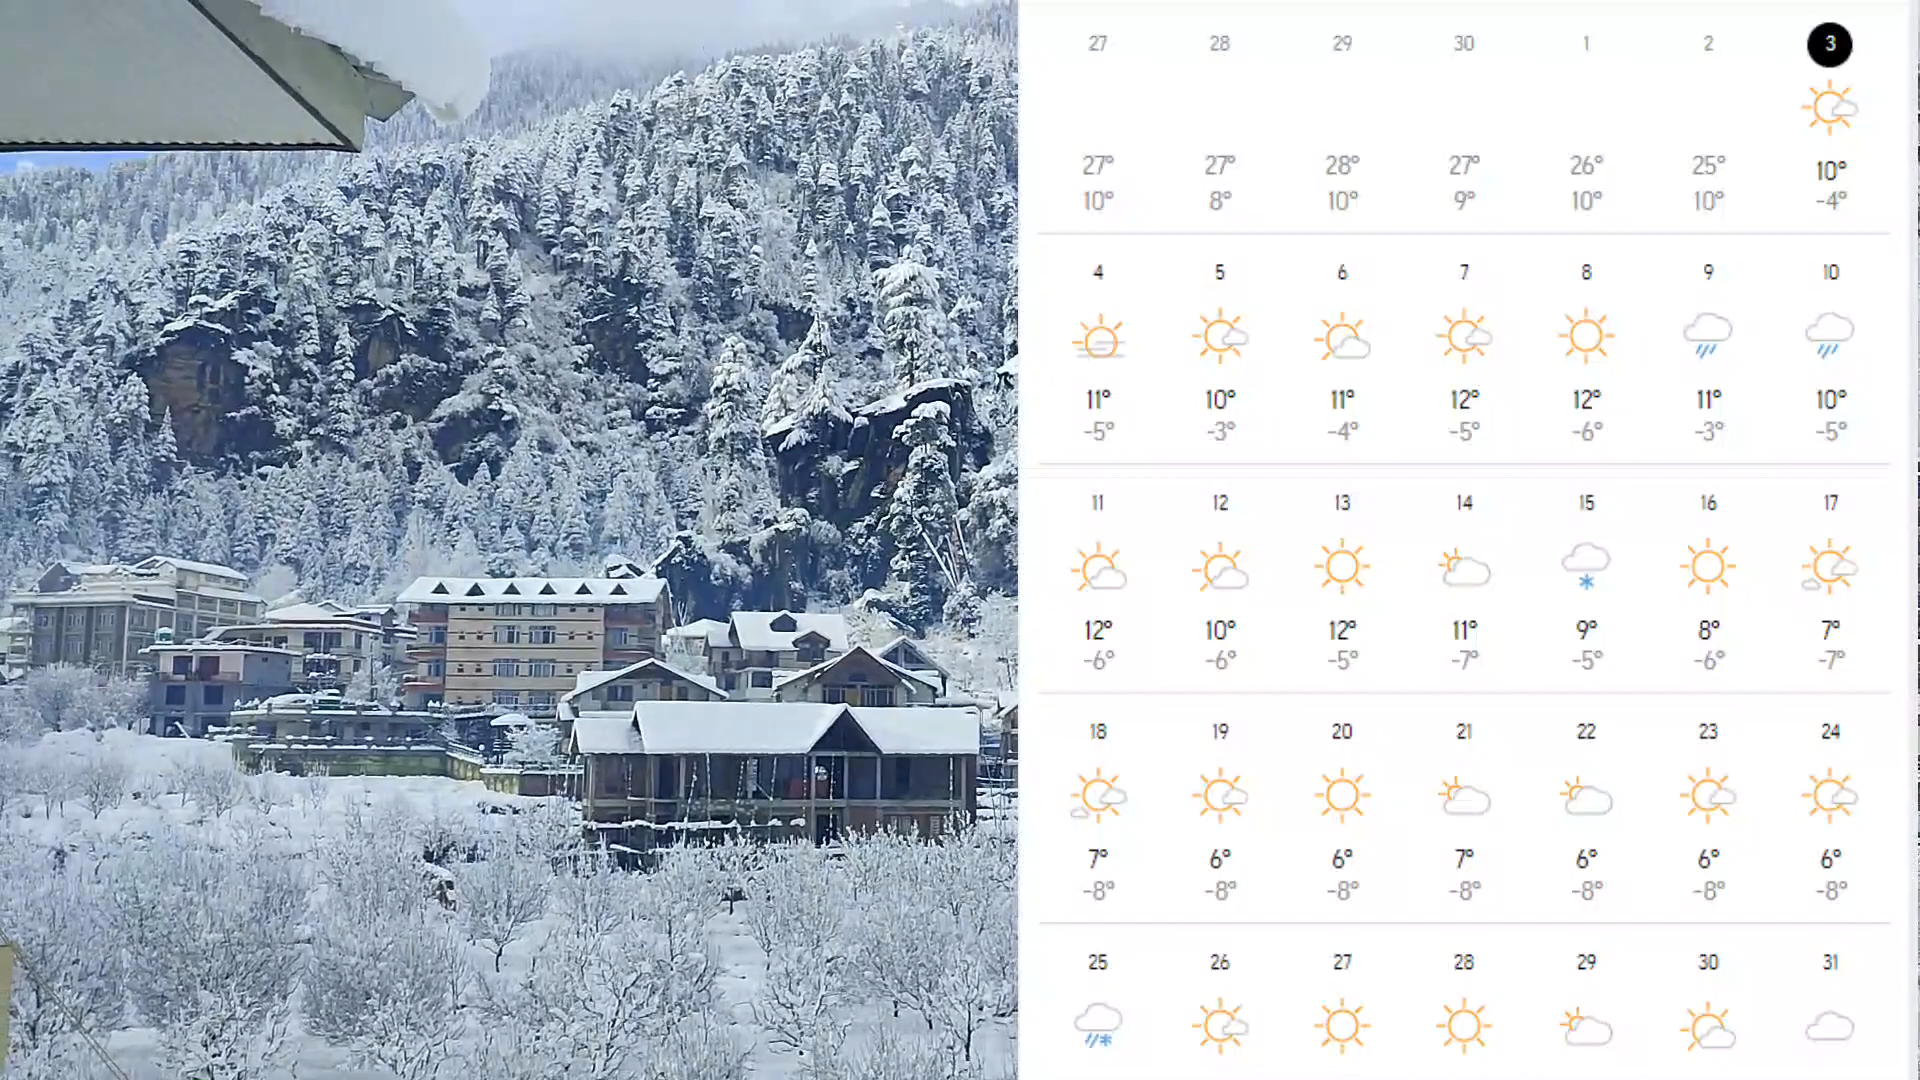 27 28 29 30 1 2 3
27° 27° 28° 27° 26° 25° 10°
10° 8° 10° 9° 10° 10° -4°
4 5 6 7 8 9 10
11° 10° 11° 12° 12° 11° 10°
-5° -3° -4° -5° -6° -3° -5°
11 12 13 14 15 16 17
12° 10° 12° 11° 9° 8° 7°
-6° -6° -5° -7° -5° -6° -7°
18 19 20 21 22 23 24
7° 6° 6° 7° 6° 6° 6°
-8° -8° -8° -8° -8° -8° -8°
25 26 27 28 29 30 31